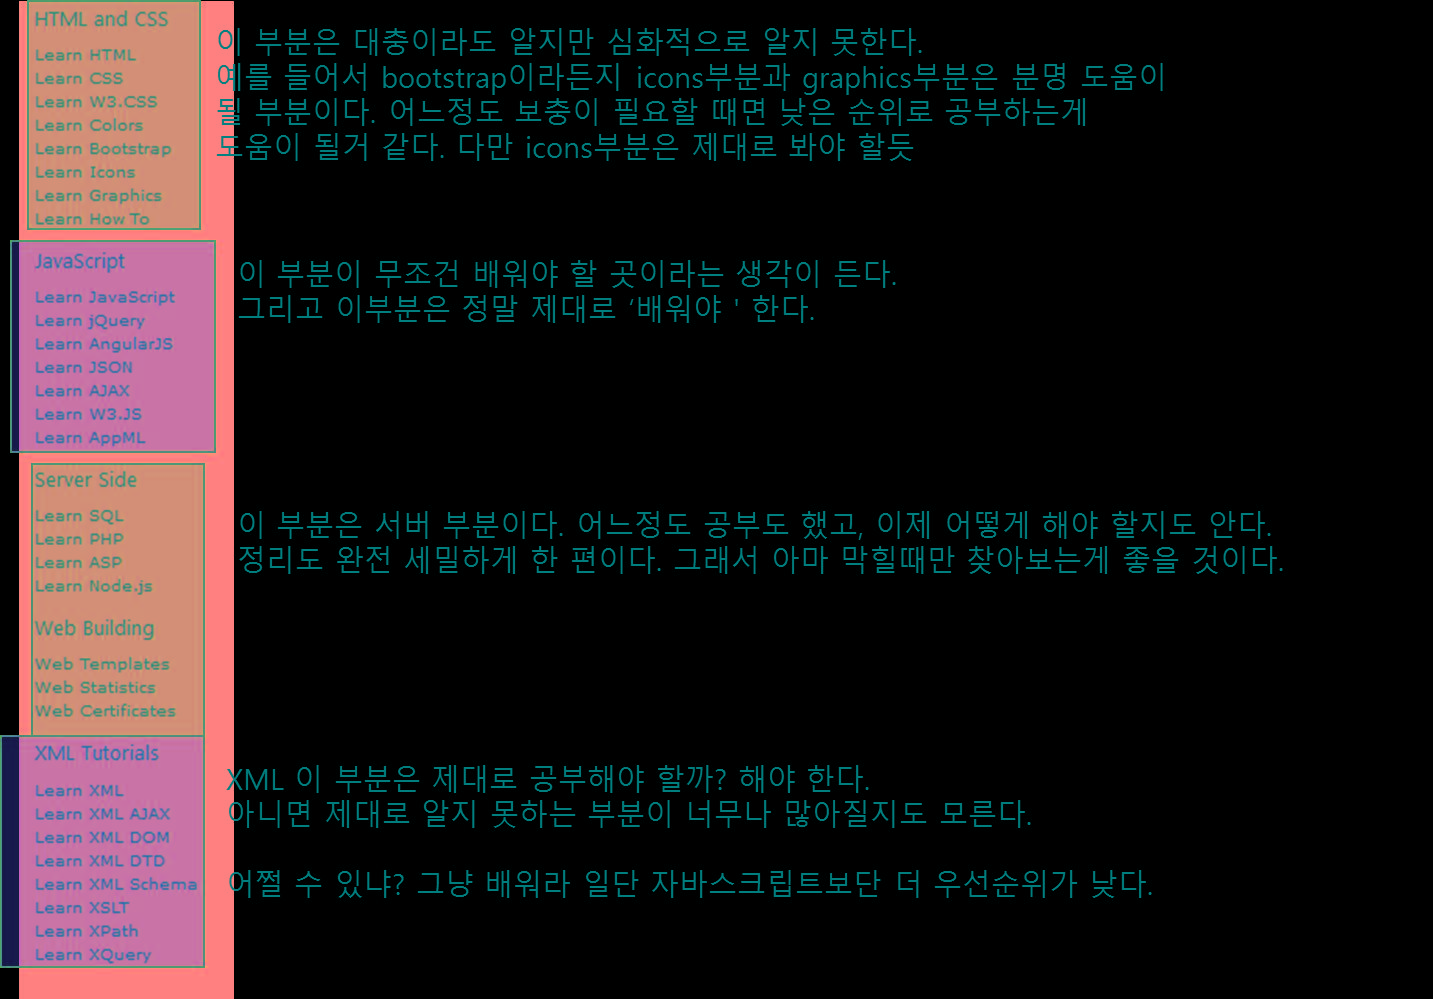 HTML and CSS
Learn HTML
Learn CSS
Learn W3.CSS
Learn Colors
Learn Bootstrap
Learn Icons
Learn Graphics
Learn How To
이 부분은 대충이라도 알지만 심화적으로 알지 못한다.
예를 들어서 bootstrap이라든지 icons부분과 graphics부분은 분명 도움이
될 부분이다. 어느정도 보충이 필요할 때면 낮은 순위로 공부하는게
도움이 될거 같다. 다만 icons부분은 제대로 봐야 할듯
JavaScript
Learn JavaScript
Learn jQuery
Learn AngularJS
Learn JSON
Learn AJAX
Learn W3.JS
Learn AppML
이 부분이 무조건 배워야 할 곳이라는 생각이 든다.
그리고 이부분은 정말 제대로 ‘배워야 ' 한다.
Server Side
Learn SQL
Learn PHP
Learn ASP
Learn Node.js
Web Building
Web Templates
Web Statistics
Web Certificates
이 부분은 서버 부분이다. 어느정도 공부도 했고, 이제 어떻게 해야 할지도 안다.
정리도 완전 세밀하게 한 편이다. 그래서 아마 막힐때만 찾아보는게 좋을 것이다.
XML Tutorials
Learn XML
Learn XML AJAX
Learn XML DOM
Learn XML DTD
Learn XML Schema
Learn XSLT
Learn XPath
Learn XQuery
XML 이 부분은 제대로 공부해야 할까? 해야 한다.
아니면 제대로 알지 못하는 부분이 너무나 많아질지도 모른다.
어쩔 수 있냐? 그냥 배워라 일단 자바스크립트보단 더 우선순위가 낮다.